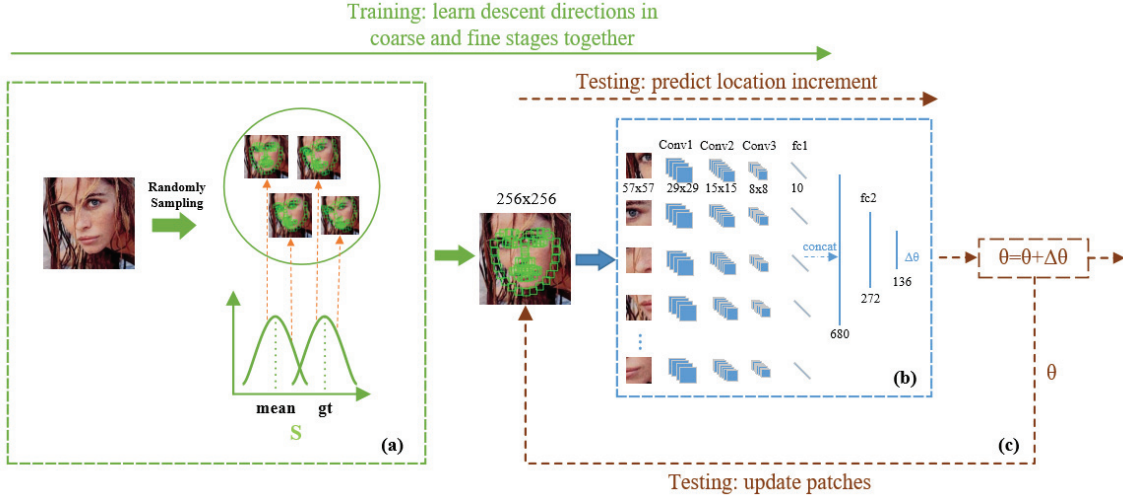 Training: learn descent directions in
coarse and fine stages together
Testing: predict location increment
Randomly
Sampling
mean
gt
S
(a)
256x256
Conv1
Conv2
Conv3
fc1
57x57
29x29
15x15
8x8
10
fc2
concat
Δθ
136
272
680
(b)
θ=θ+Δθ
θ
(c)
Testing: update patches